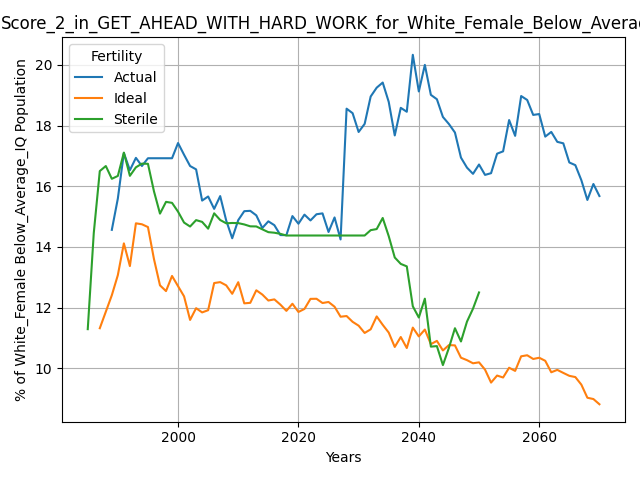 Score_2_in_GET_AHEAD_WITH_HARD_WORK_for_White_Female_Below_Avera
Fertility
Actual
Ideal
Sterile
% of White_Female Below_Average_IQ Population
20
18
16
14
12
10
2000
2020
2040
2060
Years